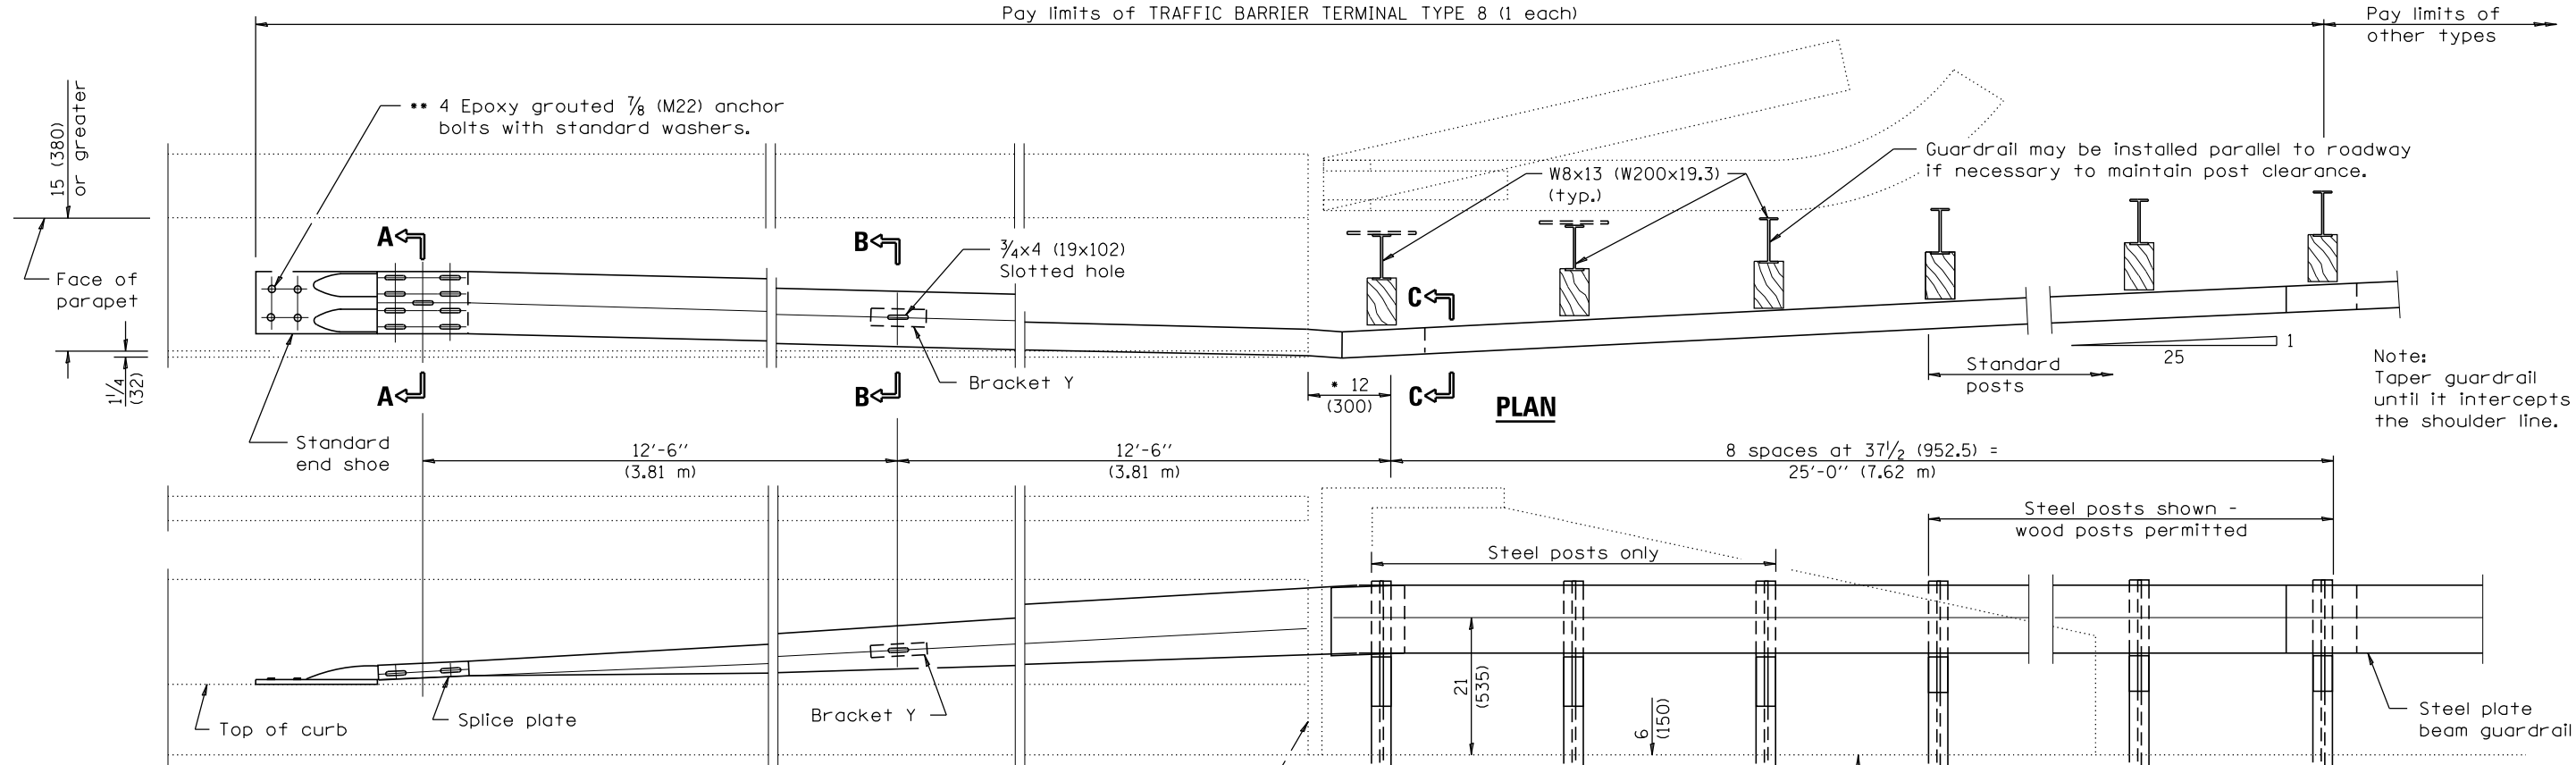 Pay limits of TRAFFIC BARRIER TERMINAL TYPE 8 (1 each)
Pay limits of
other types
15 (380)
or greater
** 4 Epoxy grouted 7/8 (M22) anchor
bolts with standard washers.
Guardrail may be installed parallel to roadway
if necessary to maintain post clearance.
W8x13 (W200x19.3)
(typ.)
A
B
3/4x4 (19x102)
Slotted hole
Face of
parapet
C
1 1/4
(32)
25
1
Standard
posts
Note:
Taper guardrail
until it intercepts
the shoulder line.
A
B
Bracket Y
* 12
(300)
C
PLAN
Standard
end shoe
12'-6''
(3.81 m)
12'-6''
(3.81 m)
8 spaces at 37 1/2 (952.5) =
25'-0'' (7.62 m)
Steel posts shown -
wood posts permitted
Steel posts only
21
(535)
6
(150)
Top of curb
Splice plate
Bracket Y
Steel plate
beam guardrail